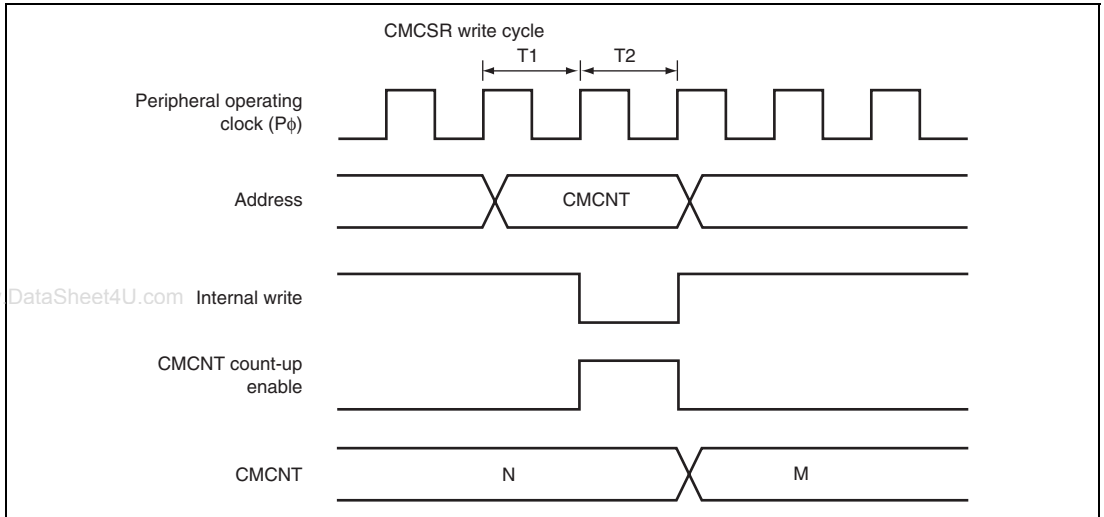 CMCSR write cycle
T1 T2
Peripheral operating
clock (Pϕ)
Address
CMCNT
.DataSheet4U.com
Internal write
CMCNT count-up
enable
CMCNT
N
M